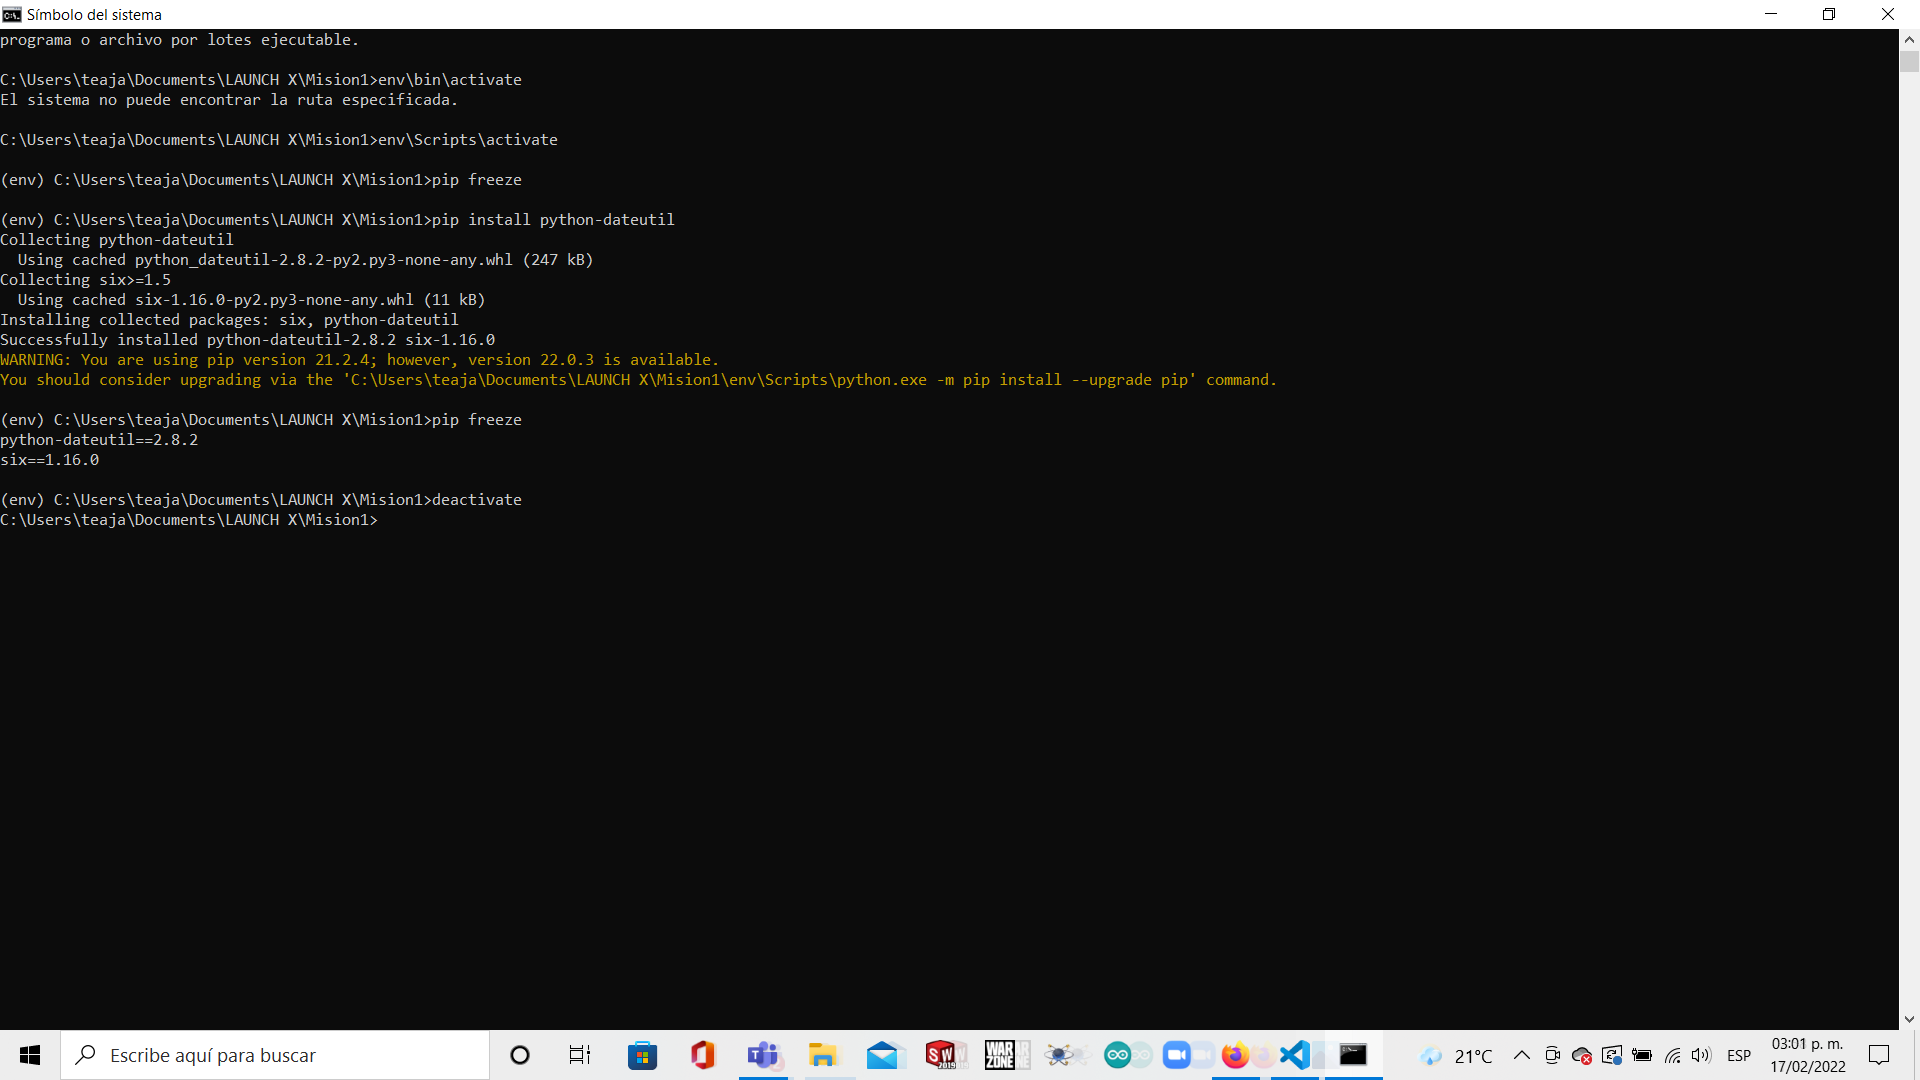 Símbolo del sistema
programa o archivo por lotes ejecutable.
C:\Users\teaja\Documents\LAUNCH X\Mision1>env\bin\activate
El sistema no puede encontrar la ruta especificada.
C:\Users\teaja\Documents\LAUNCH X\Mision1>env\Scripts\activate
(env) C:\Users\teaja\Documents\LAUNCH X\Mision1>pip freeze
(env) C:\Users\teaja\Documents\LAUNCH X\Mision1>pip install python-dateutil
Collecting python-dateutil
  Using cached python_dateutil-2.8.2-py2.py3-none-any.whl (247 kB)
Collecting six>=1.5
  Using cached six-1.16.0-py2.py3-none-any.whl (11 kB)
Installing collected packages: six, python-dateutil
Successfully installed python-dateutil-2.8.2 six-1.16.0
WARNING: You are using pip version 21.2.4; however, version 22.0.3 is available.
You should consider upgrading via the 'C:\Users\teaja\Documents\LAUNCH X\Mision1\env\Scripts\python.exe -m pip install --upgrade pip' command.
(env) C:\Users\teaja\Documents\LAUNCH X\Mision1>pip freeze
python-dateutil==2.8.2
six==1.16.0
(env) C:\Users\teaja\Documents\LAUNCH X\Mision1>deactivate
C:\Users\teaja\Documents\LAUNCH X\Mision1>
Escribe aquí para buscar
SW 2019
WAR ZONE
21°C
ESP
03:01 p. m.
17/02/2022